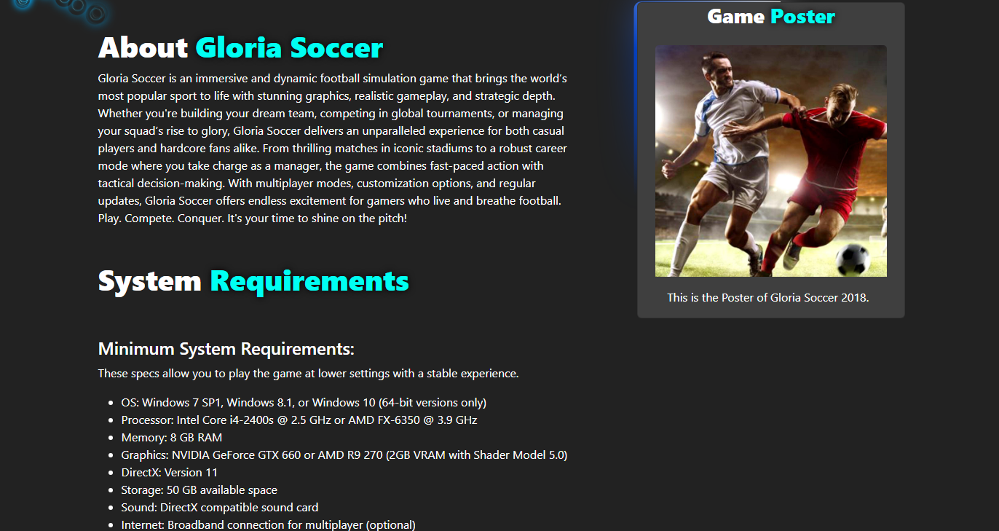 About Gloria Soccer
Gloria Soccer is an immersive and dynamic football simulation game that brings the world’s
most popular sport to life with stunning graphics, realistic gameplay, and strategic depth.
Whether you're building your dream team, competing in global tournaments, or managing
your squad’s rise to glory, Gloria Soccer delivers an unparalleled experience for both casual
players and hardcore fans alike. From thrilling matches in iconic stadiums to a robust career
mode where you take charge as a manager, the game combines fast-paced action with
tactical decision-making. With multiplayer modes, customization options, and regular
updates, Gloria Soccer offers endless excitement for gamers who live and breathe football.
Play. Compete. Conquer. It's your time to shine on the pitch!
System Requirements
Minimum System Requirements:
These specs allow you to play the game at lower settings with a stable experience.
• OS: Windows 7 SP1, Windows 8.1, or Windows 10 (64-bit versions only)
• Processor: Intel Core i4-2400s @ 2.5 GHz or AMD FX-6350 @ 3.9 GHz
• Memory: 8 GB RAM
• Graphics: NVIDIA GeForce GTX 660 or AMD R9 270 (2GB VRAM with Shader Model 5.0)
• DirectX: Version 11
• Storage: 50 GB available space
• Sound: DirectX compatible sound card
• Internet: Broadband connection for multiplayer (optional)
Game Poster
This is the Poster of Gloria Soccer 2018.